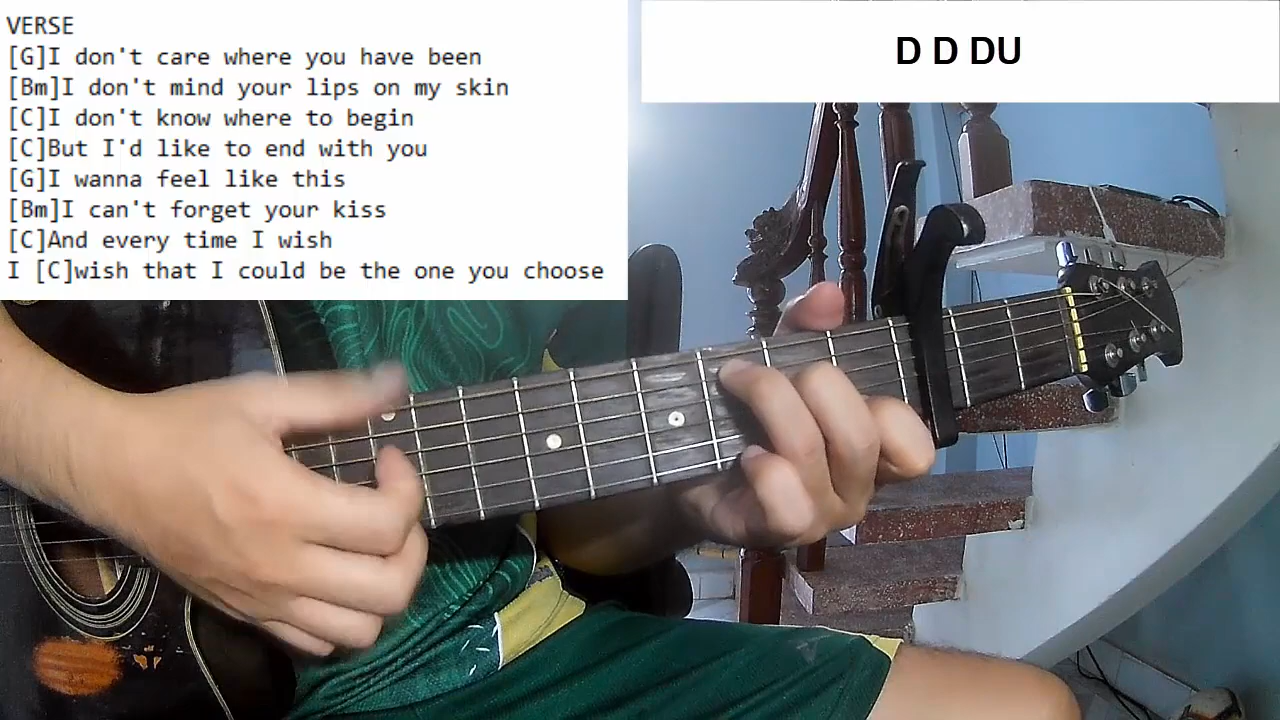 VERSE
[G]I don't care where you have been
[Bm]I don't mind your lips on my skin
[C]I don't know where to begin
[C]But I'd like to end with you
[G]I wanna feel like this
[Bm]I can't forget your kiss
[C]And every time I wish
I [C]wish that I could be the one you choose
D D DU